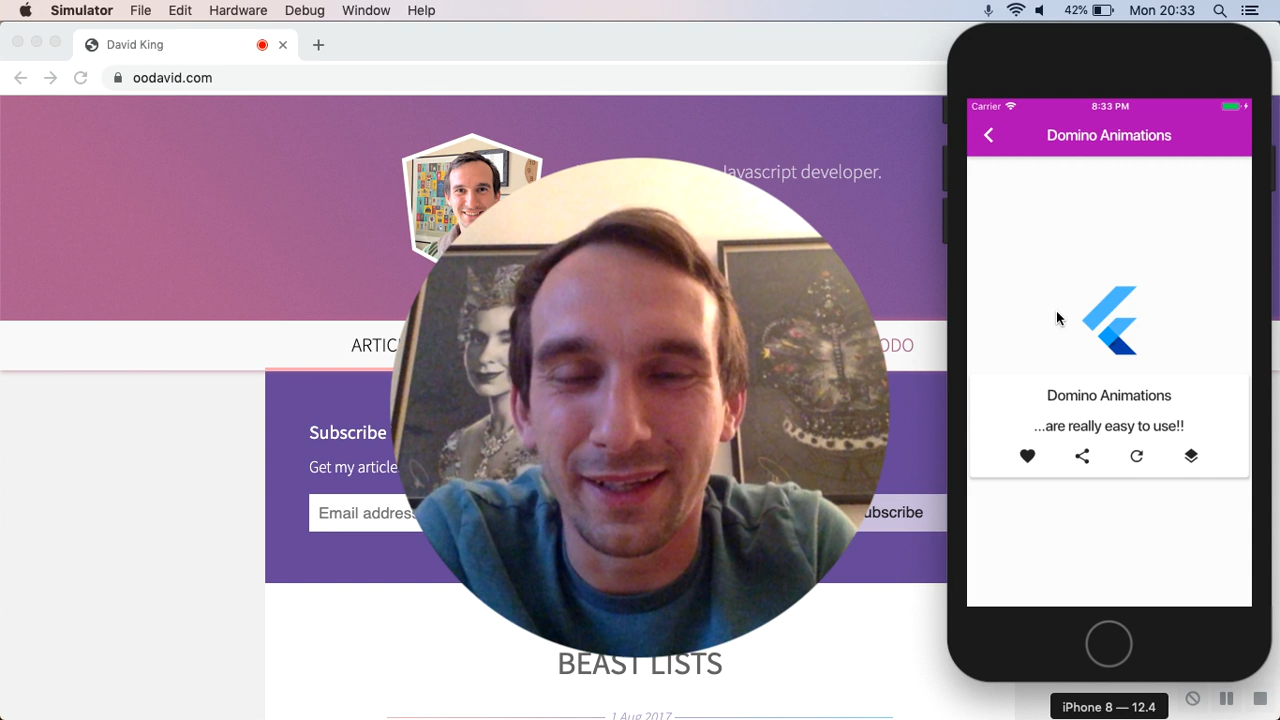 Simulator File Edit Hardware Debug Window Help 42% Mon 20:33
David King
oodavid.com
Javascript developer.
ARTIC
ODO
Subscribe
Get my article
Email address
ubscribe
BEAST LISTS
1 Aug 2017
Carrier 8:33 PM
Domino Animations
Domino Animations
...are really easy to use!!
iPhone 8 — 12.4